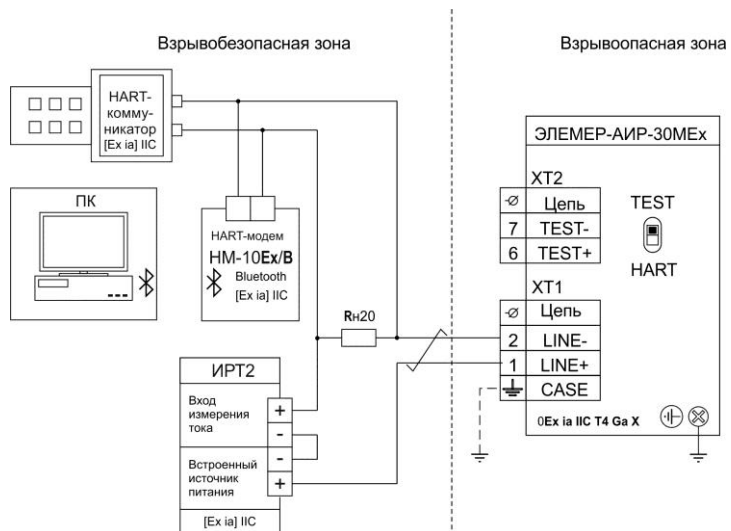 Взрывобезопасная зона
Взрывоопасная зона
HART-
комму-
никатор
[Ex ia] IIC
ПК
HART-модем
НМ-10Ex/B
Bluetooth
[Ex ia] IIC
Rн20
ИРТ2
Вход
измерения
тока
+
-
-
+
Встроенный
источник
питания
[Ex ia] IIC
ЭЛЕМЕР-АИР-30МЕх
XT2
Цепь
7 TEST-
6 TEST+
TEST
HART
XT1
Цепь
2 LINE-
1 LINE+
CASE
0Ex ia IIC T4 Ga X